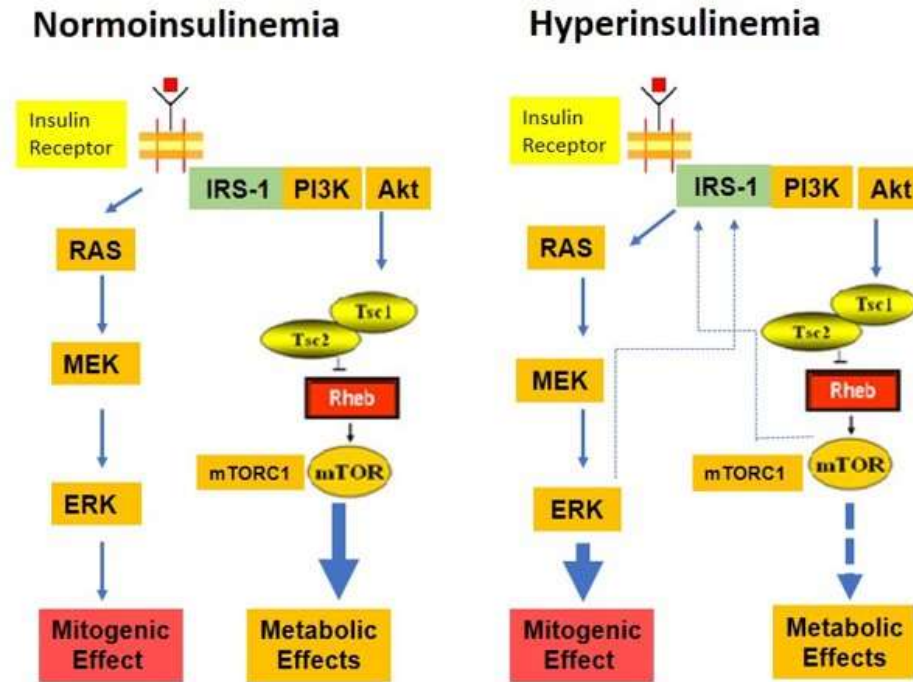 Normoinsulinemia
Insulin
Receptor
IRS-1
PI3K
Akt
RAS
Tsc1
Tsc2
MEK
Rheb
mTORC1
mTOR
ERK
Mitogenic
Effect
Metabolic
Effects
Hyperinsulinemia
Insulin
Receptor
IRS-1
PI3K
Akt
RAS
Tsc1
Tsc2
MEK
Rheb
mTORC1
mTOR
ERK
Mitogenic
Effect
Metabolic
Effects